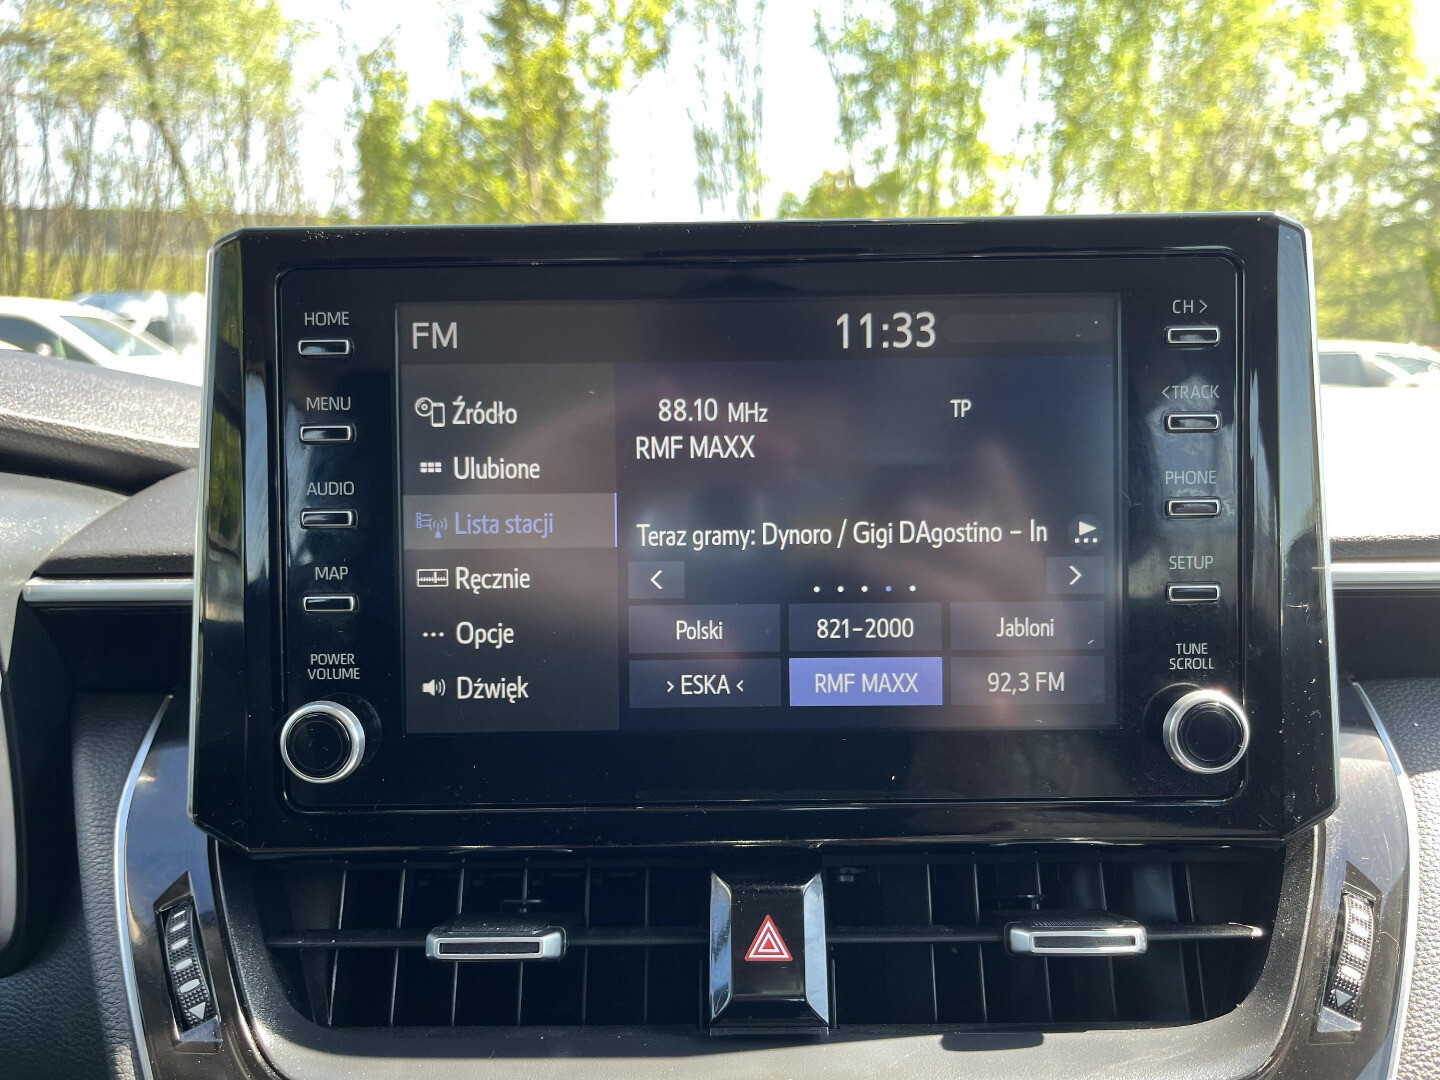 HOME
MENU
AUDIO
MAP
POWER
VOLUME
FM
11:33
Źródło
Ulubione
Lista stacji
Ręcznie
Opcje
Dźwięk
88.10 MHz
TP
RMF MAXX
Teraz gramy: Dynoro / Gigi DAgostino – In
<
>
Polski
821-2000
Jabloni
> ESKA <
RMF MAXX
92,3 FM
CH >
< TRACK
PHONE
SETUP
TUNE
SCROLL